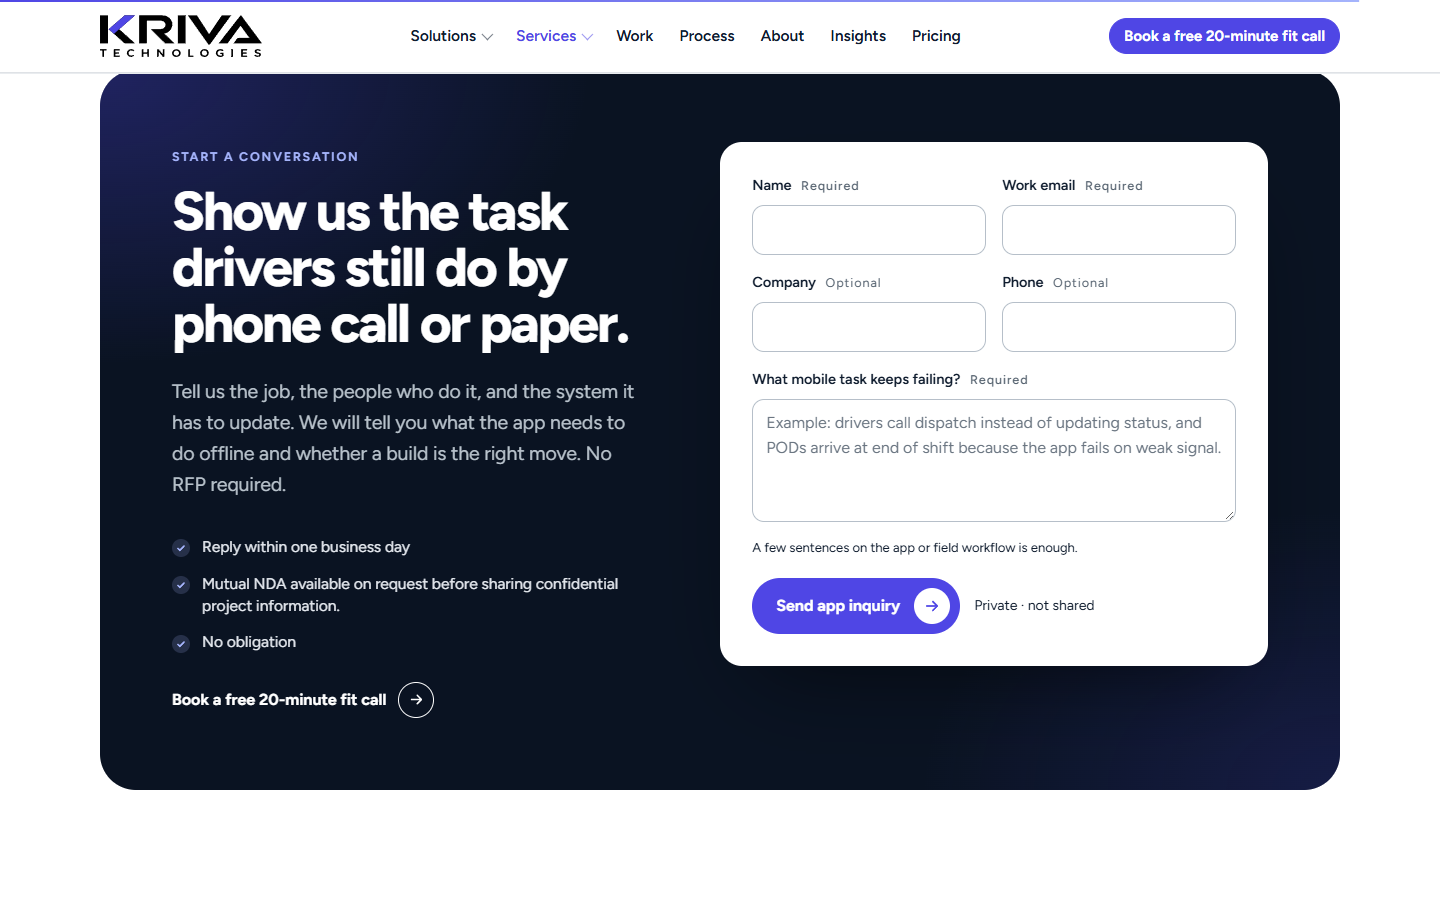 KRIVA
TECHNOLOGIES
Solutions
Services
Work
Process
About
Insights
Pricing
Book a free 20-minute fit call
START A CONVERSATION
Show us the task
drivers still do by
phone call or paper.
Tell us the job, the people who do it, and the system it
has to update. We will tell you what the app needs to
do offline and whether a build is the right move. No
RFP required.
Reply within one business day
Mutual NDA available on request before sharing confidential
project information.
No obligation
Book a free 20-minute fit call
Name Required
Work email Required
Company Optional
Phone Optional
What mobile task keeps failing? Required
Example: drivers call dispatch instead of updating status, and
PODs arrive at end of shift because the app fails on weak signal.
A few sentences on the app or field workflow is enough.
Send app inquiry
Private · not shared